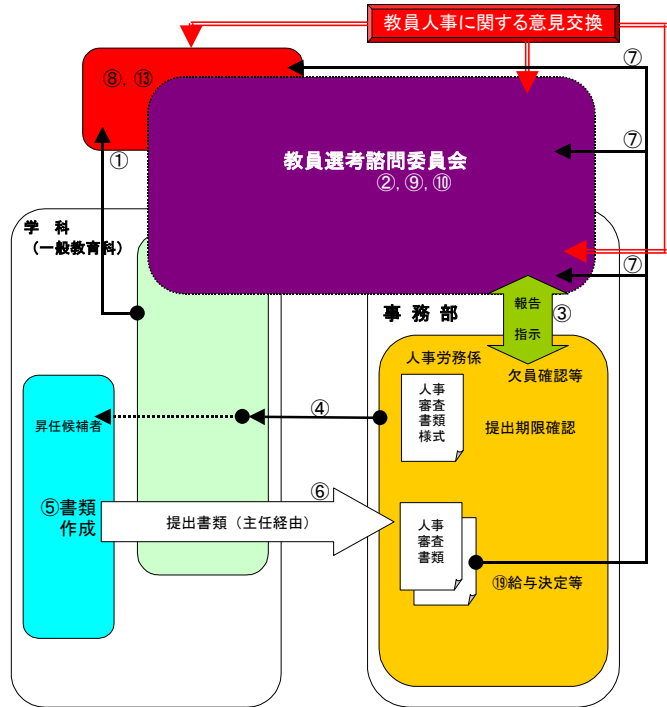 教員人事に関する意見交換
⑧, ⑬
⑦
①
⑦
教員選考諮問委員会
②, ⑨, ⑩
学 科
（一般教育科）
⑦
事 務 部
報告
③
指示
人事労務係
欠員確認等
人事
審査
書類
様式
④
昇任候補者
提出期限確認
⑤書類
作成
⑥
提出書類（主任経由）
人事
審査
書類
⑲給与決定等